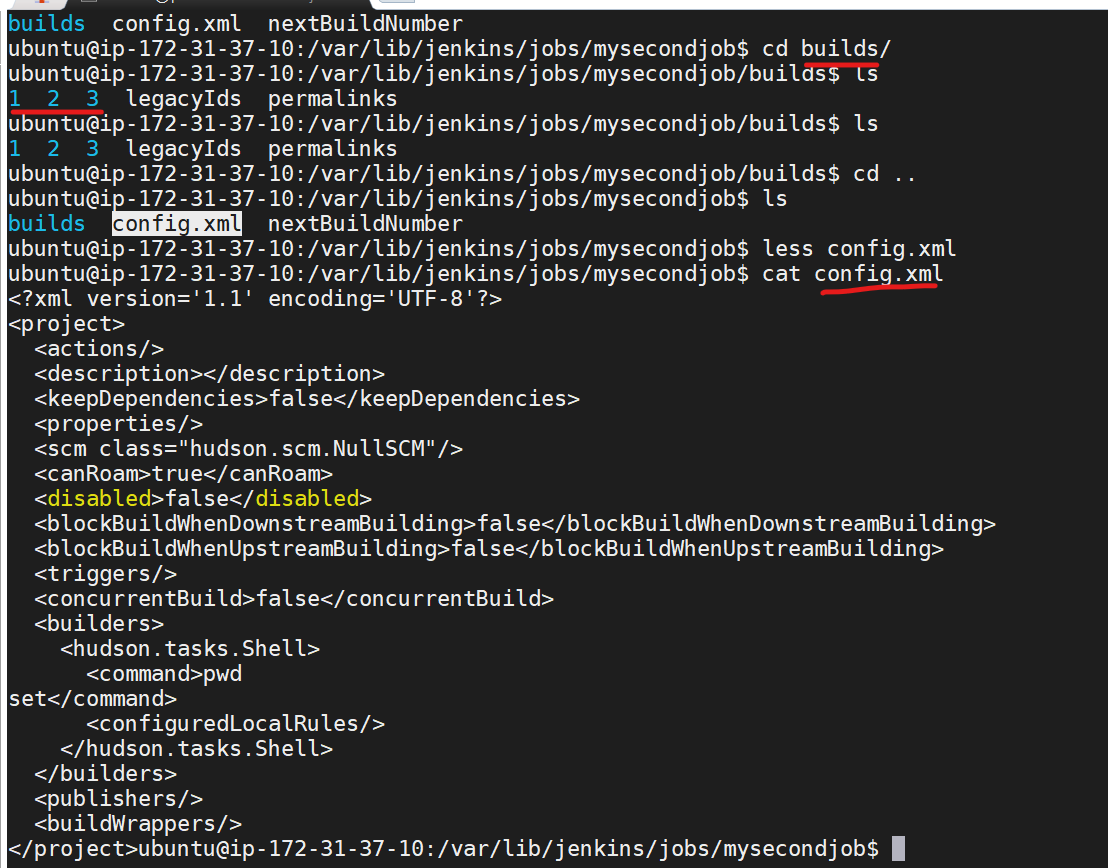 builds  config.xml  nextBuildNumber
ubuntu@ip-172-31-37-10:/var/lib/jenkins/jobs/mysecondjob$ cd builds/
ubuntu@ip-172-31-37-10:/var/lib/jenkins/jobs/mysecondjob/builds$ ls
1  2  3  legacyIds  permalinks
ubuntu@ip-172-31-37-10:/var/lib/jenkins/jobs/mysecondjob/builds$ ls
1  2  3  legacyIds  permalinks
ubuntu@ip-172-31-37-10:/var/lib/jenkins/jobs/mysecondjob/builds$ cd ..
ubuntu@ip-172-31-37-10:/var/lib/jenkins/jobs/mysecondjob$ ls
builds  config.xml  nextBuildNumber
ubuntu@ip-172-31-37-10:/var/lib/jenkins/jobs/mysecondjob$ less config.xml
ubuntu@ip-172-31-37-10:/var/lib/jenkins/jobs/mysecondjob$ cat config.xml
<?xml version='1.1' encoding='UTF-8'?>
<project>
  <actions/>
  <description></description>
  <keepDependencies>false</keepDependencies>
  <properties/>
  <scm class="hudson.scm.NullSCM"/>
  <canRoam>true</canRoam>
  <disabled>false</disabled>
  <blockBuildWhenDownstreamBuilding>false</blockBuildWhenDownstreamBuilding>
  <blockBuildWhenUpstreamBuilding>false</blockBuildWhenUpstreamBuilding>
  <triggers/>
  <concurrentBuild>false</concurrentBuild>
  <builders>
    <hudson.tasks.Shell>
      <command>pwd
set</command>
      <configuredLocalRules/>
    </hudson.tasks.Shell>
  </builders>
  <publishers/>
  <buildWrappers/>
</project>ubuntu@ip-172-31-37-10:/var/lib/jenkins/jobs/mysecondjob$